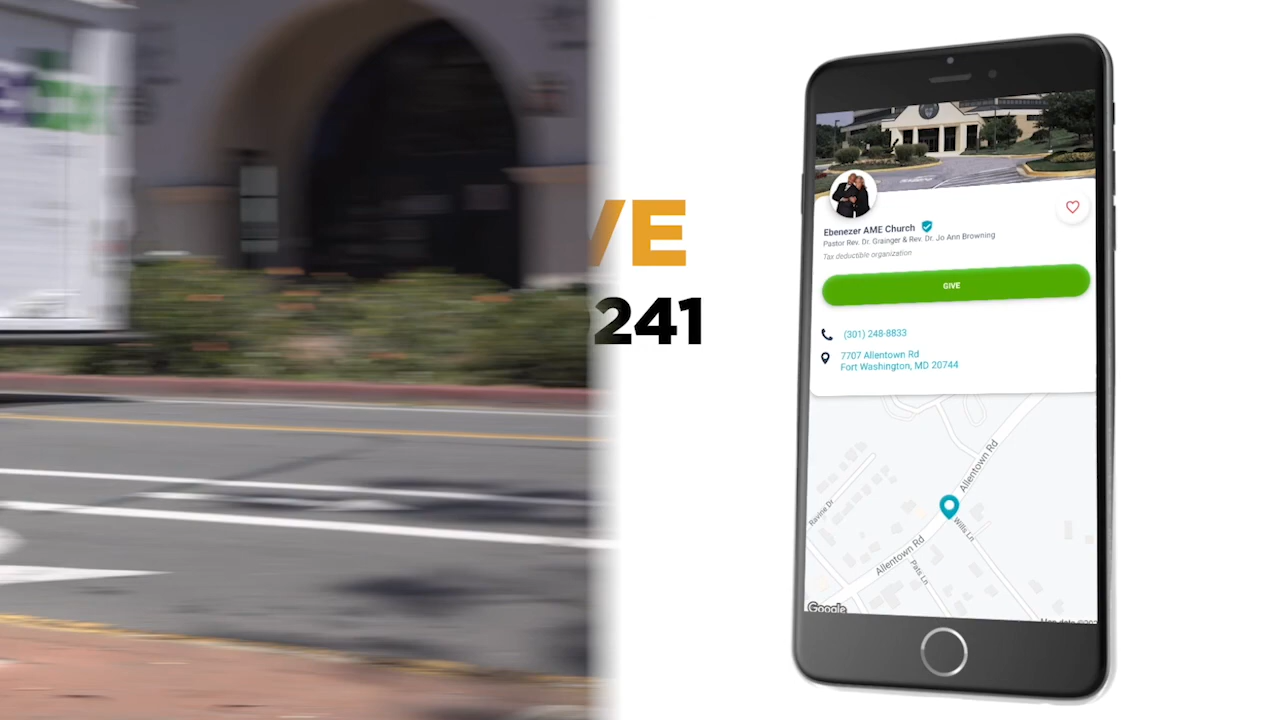 VE
241
Ebenezer AME Church
Pastor Rev. Dr. Grainger & Rev. Dr. Jo Ann Browning
Tax deductible organization
GIVE
(301) 248-8833
7707 Allentown Rd
Fort Washington, MD 20744
Allentown Rd
Ravine Dr
Wills Ln
Allentown Rd
Pats Ln
Google